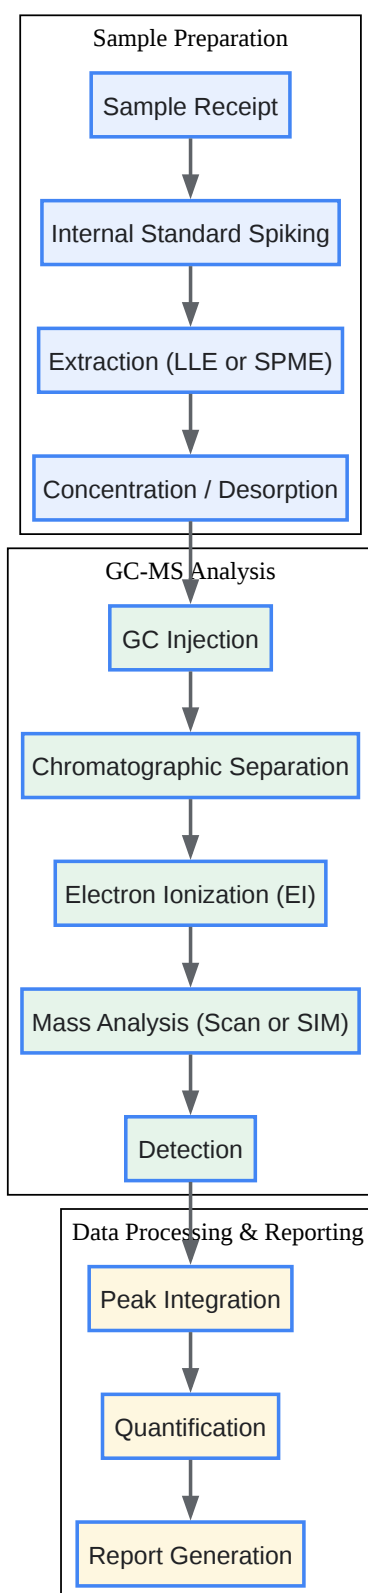 Sample Preparation
Sample Receipt
Internal Standard Spiking
Extraction (LLE or SPME)
Concentration / Desorption
GC-MS Analysis
GC Injection
Chromatographic Separation
Electron Ionization (EI)
Mass Analysis (Scan or SIM)
Detection
Data Processing & Reporting
Peak Integration
Quantification
Report Generation